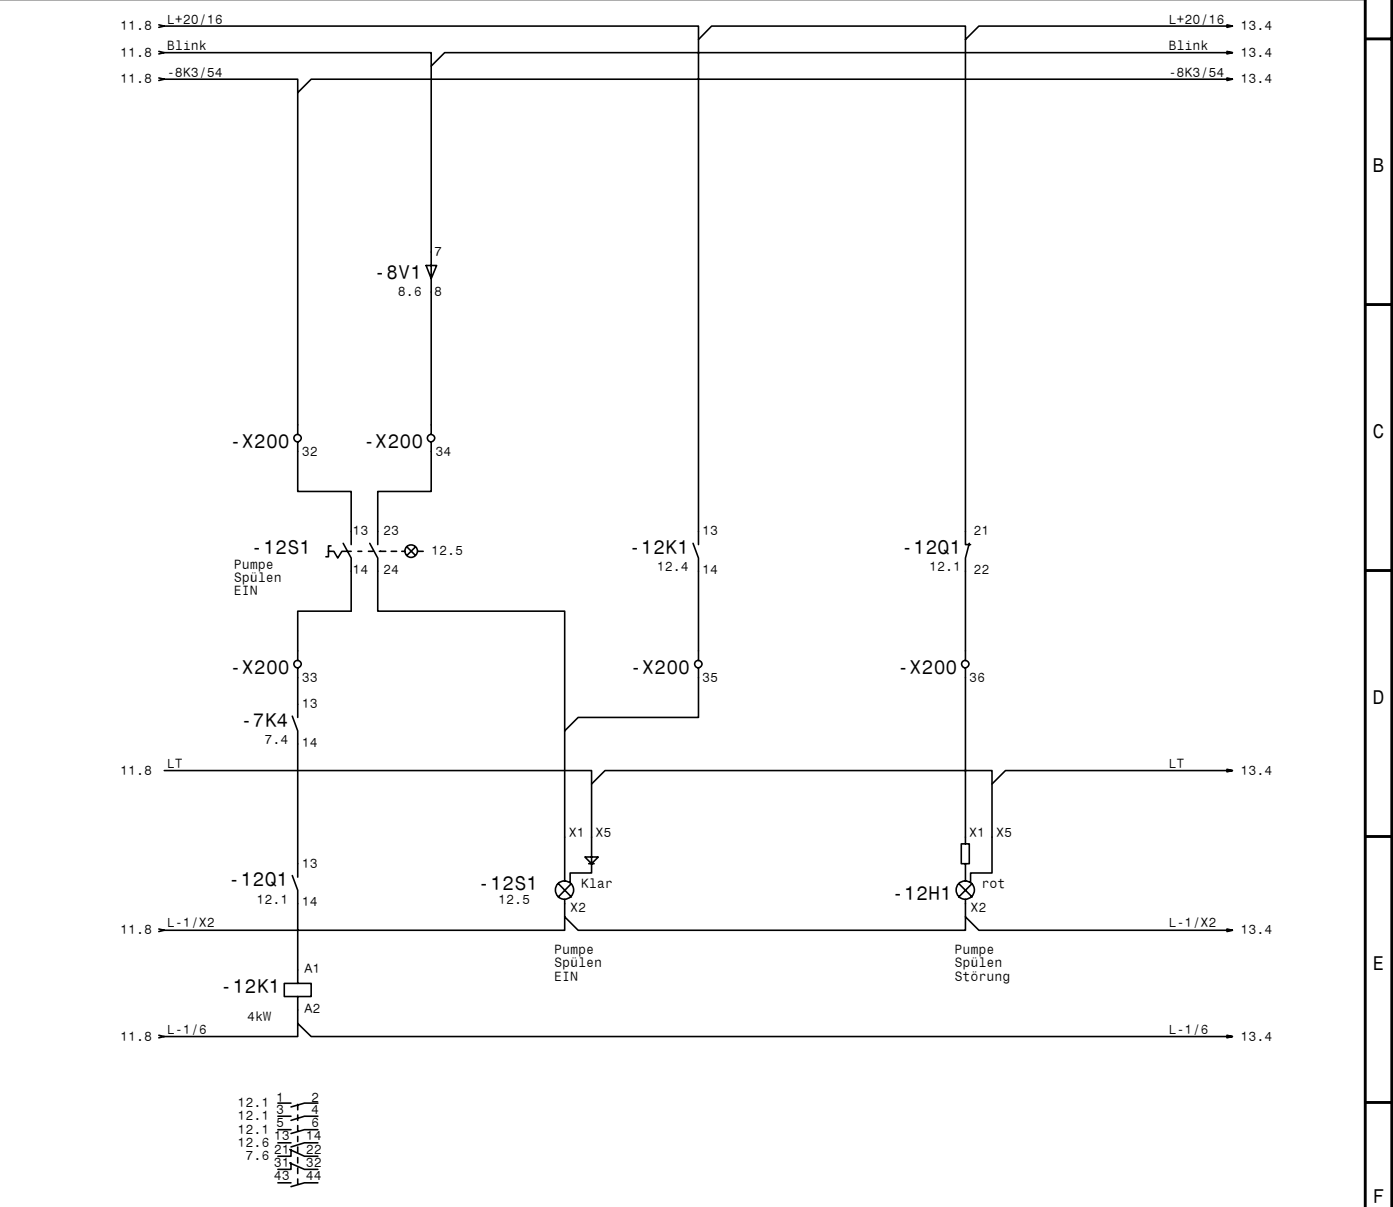 11.8 L+20/16 L+20/16 13.4
11.8 Blink Blink 13.4
11.8 -8K3/54 -8K3/54 13.4
B
7
-8V1
8.6 8
C
-X200 32
-X200 34
13 23 13 21
-12S1 12.5 -12K1 -12Q1
14 24 12.4 14 12.1 22
Pumpe
Spülen
EIN
-X200 33
-X200 35
-X200 36
D
13
-7K4
7.4 14
11.8 LT LT 13.4
X1 X5 X1 X5
13
-12Q1
12.1 14
-12S1 Klar
12.5 X2
-12H1 rot
X2
11.8 L-1/X2 L-1/X2 13.4
Pumpe
Spülen
EIN
Pumpe
Spülen
Störung
E
A1
-12K1
A2
4kW
11.8 L-1/6 L-1/6 13.4
12.1 1 2
12.1 3 4
12.1 5 6
12.6 13 14
7.6 21 22
31 32
43 44
F